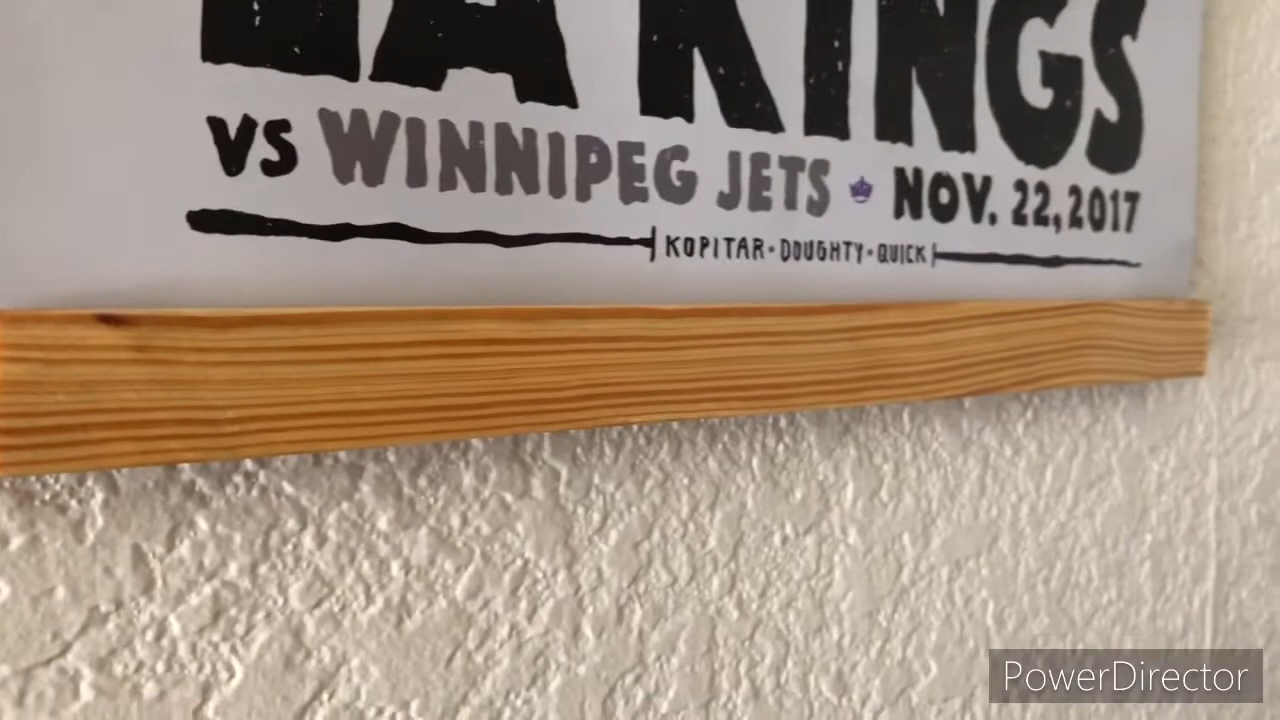 LA KINGS
VS WINNIPEG JETS NOV. 22, 2017
KOPITAR • DOUGHTY • QUICK
PowerDirector